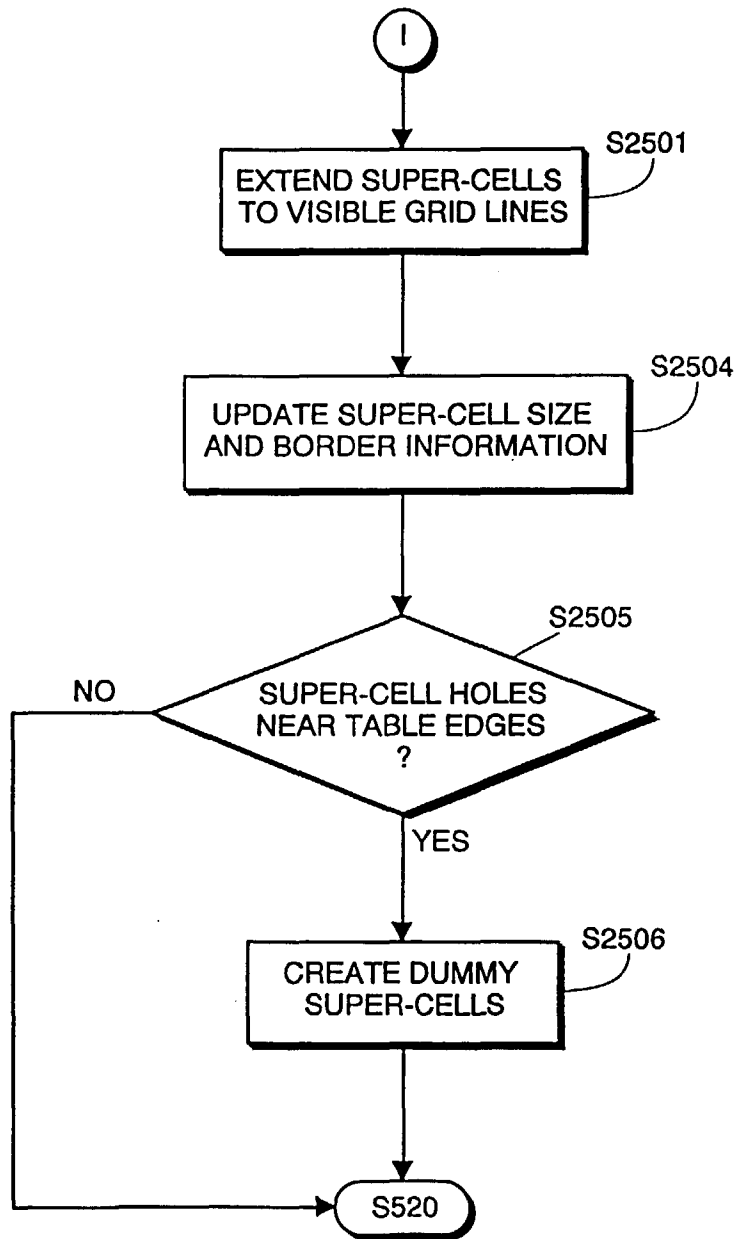 I
S2501
EXTEND SUPER-CELLS
TO VISIBLE GRID LINES
S2504
UPDATE SUPER-CELL SIZE
AND BORDER INFORMATION
S2505
NO
SUPER-CELL HOLES
NEAR TABLE EDGES
?
YES
S2506
CREATE DUMMY
SUPER-CELLS
S520